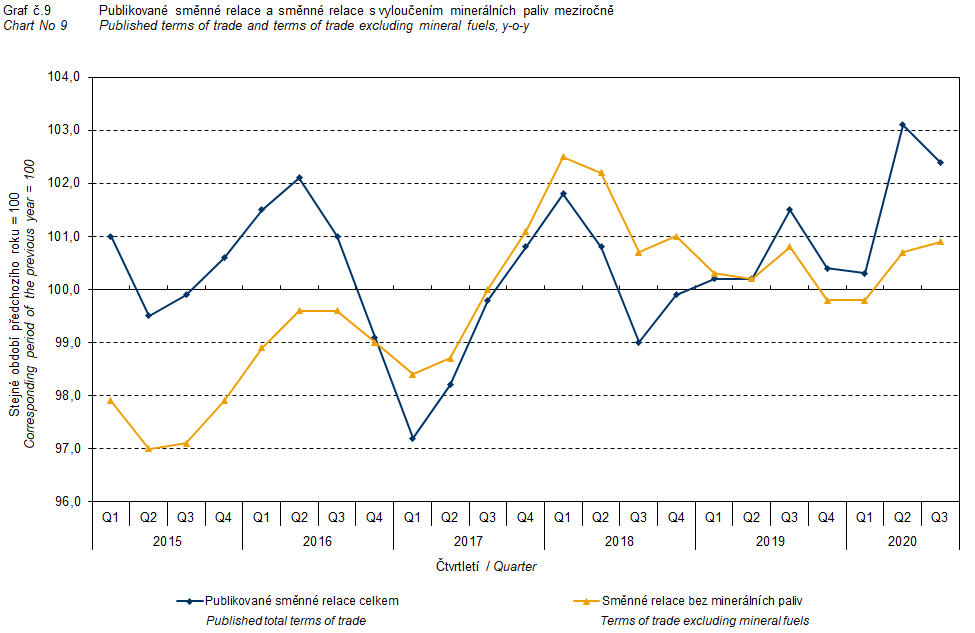 Graf č.9 Publikované směnné relace a směnné relace s vyloučením minerálních paliv meziročně
Chart No 9 Published terms of trade and terms of trade excluding mineral fuels, y-o-y
Stejné období předchozího roku = 100
Corresponding period of the previous year = 100
104,0
103,0
102,0
101,0
100,0
99,0
98,0
97,0
96,0
Q1 Q2 Q3 Q4 Q1 Q2 Q3 Q4 Q1 Q2 Q3 Q4 Q1 Q2 Q3 Q4 Q1 Q2 Q3 Q4 Q1 Q2 Q3
2015 2016 2017 2018 2019 2020
Čtvrtletí / Quarter
Publikované směnné relace celkem Směnné relace bez minerálních paliv
Published total terms of trade Terms of trade excluding mineral fuels